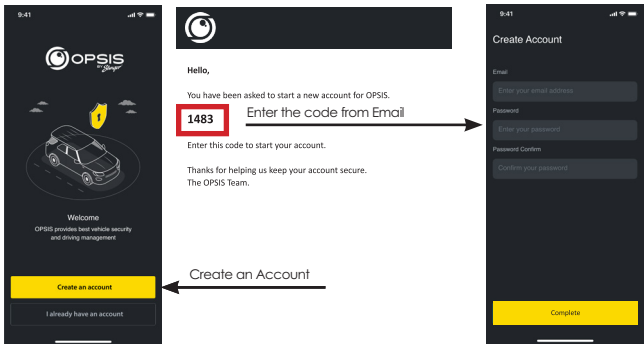 9:41
OPSIS
BY Stinger
Welcome
OPSIS provides best vehicle security
and driving management
Create an account
I already have an account
Hello,
You have been asked to start a new account for OPSIS.
1483
Enter the code from Email
Enter this code to start your account.
Thanks for helping us keep your account secure.
The OPSIS Team.
Create an Account
9:41
Create Account
Email
Enter your email address
Password
Enter your password
Password Confirm
Confirm your password
Complete